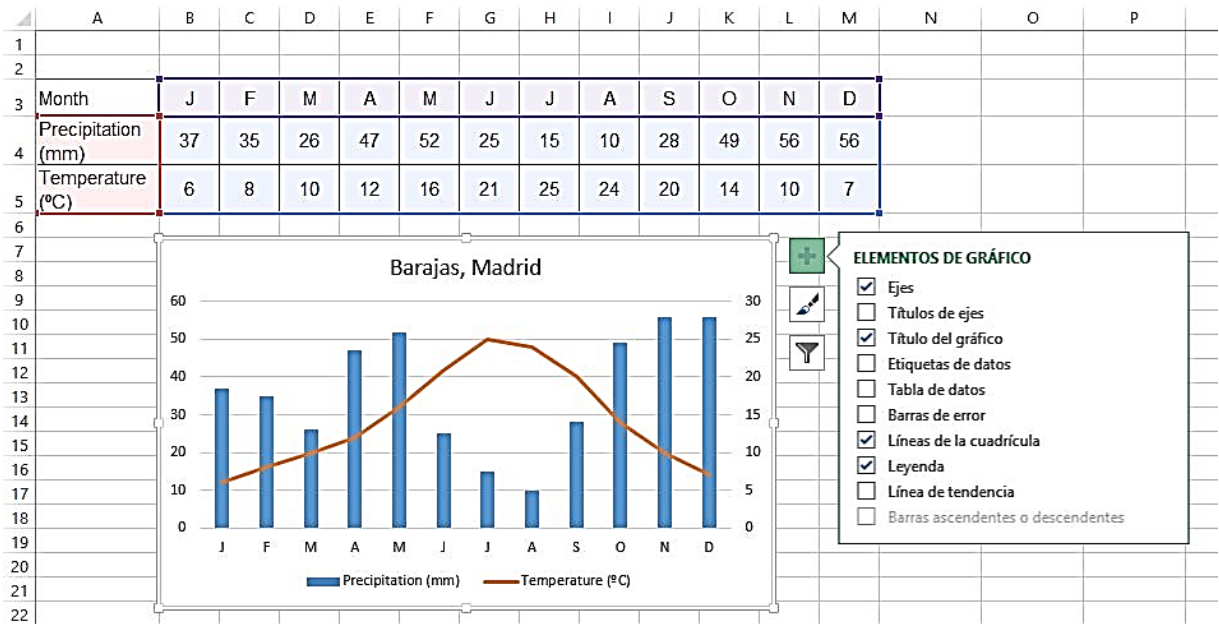 A B C D E F G H I J K L M N O P
1
2
3 Month J F M A M J J A S O N D
Precipitation
4 (mm) 37 35 26 47 52 25 15 10 28 49 56 56
Temperature
5 (ºC) 6 8 10 12 16 21 25 24 20 14 10 7
6
7
8
9
10
11
12
13
14
15
16
17
18
19
20
21
22
Barajas, Madrid
60 30
50 25
40 20
30 15
20 10
10 5
0 0
J F M A M J J A S O N D
Precipitation (mm) Temperature (ºC)
ELEMENTOS DE GRÁFICO
Ejes
Títulos de ejes
Título del gráfico
Etiquetas de datos
Tabla de datos
Barras de error
Líneas de la cuadrícula
Leyenda
Línea de tendencia
Barras ascendentes o descendentes